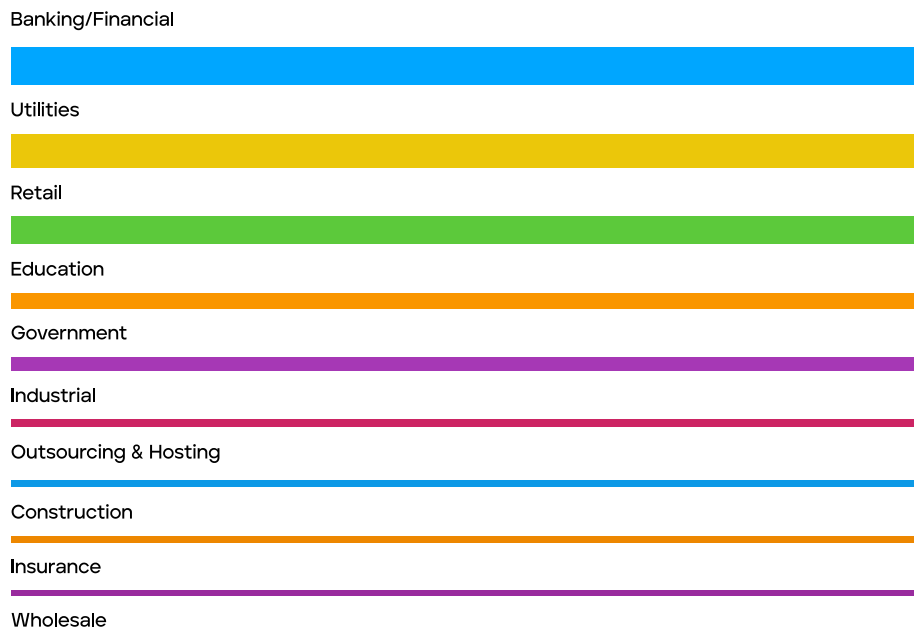 Banking/Financial
Utilities
Retail
Education
Government
Industrial
Outsourcing & Hosting
Construction
Insurance
Wholesale